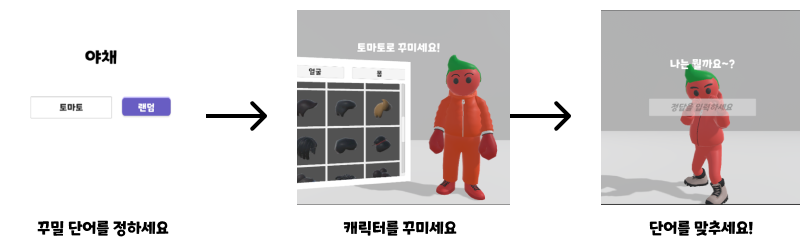 야채
토마토
랜덤
꾸밀 단어를 정하세요
토마토로 꾸미세요!
얼굴
몸
캐릭터를 꾸미세요
나는 뭘까요~?
정답을 입력하세요
단어를 맞추세요!